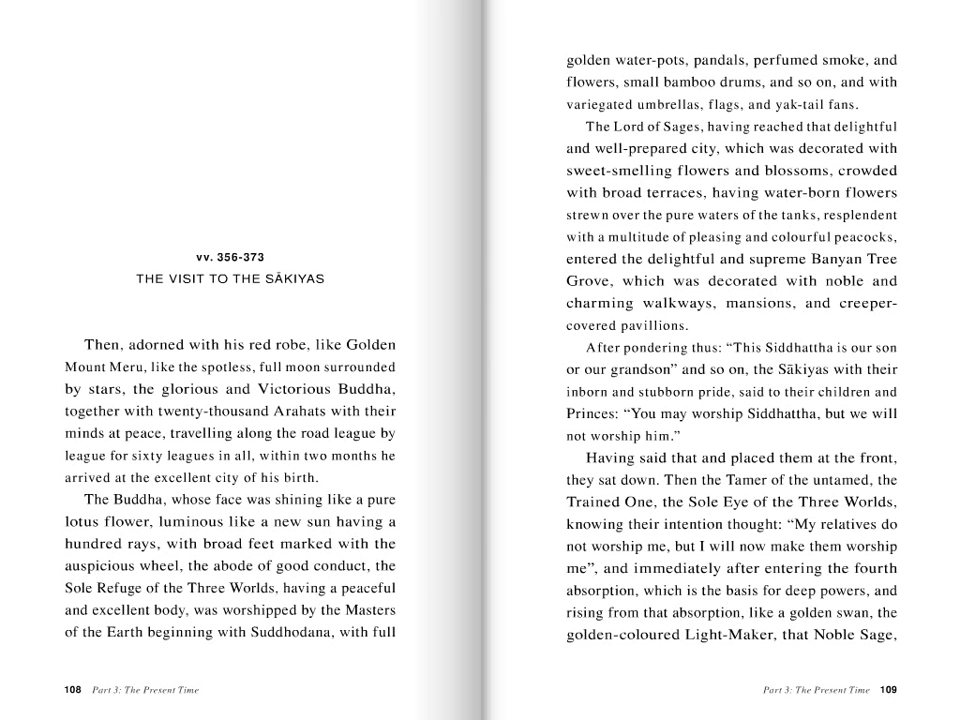 vv. 356-373
THE VISIT TO THE SĀKIYAS
Then, adorned with his red robe, like Golden
Mount Meru, like the spotless, full moon surrounded
by stars, the glorious and Victorious Buddha,
together with twenty-thousand Arahats with their
minds at peace, travelling along the road league by
league for sixty leagues in all, within two months he
arrived at the excellent city of his birth.
The Buddha, whose face was shining like a pure
lotus flower, luminous like a new sun having a
hundred rays, with broad feet marked with the
auspicious wheel, the abode of good conduct, the
Sole Refuge of the Three Worlds, having a peaceful
and excellent body, was worshipped by the Masters
of the Earth beginning with Suddhodana, with full
108 Part 3: The Present Time
golden water-pots, pandals, perfumed smoke, and
flowers, small bamboo drums, and so on, and with
variegated umbrellas, flags, and yak-tail fans.
The Lord of Sages, having reached that delightful
and well-prepared city, which was decorated with
sweet-smelling flowers and blossoms, crowded
with broad terraces, having water-born flowers
strewn over the pure waters of the tanks, resplendent
with a multitude of pleasing and colourful peacocks,
entered the delightful and supreme Banyan Tree
Grove, which was decorated with noble and
charming walkways, mansions, and creeper-
covered pavillions.
After pondering thus: “This Siddhattha is our son
or our grandson” and so on, the Sākiyas with their
inborn and stubborn pride, said to their children and
Princes: “You may worship Siddhattha, but we will
not worship him.”
Having said that and placed them at the front,
they sat down. Then the Tamer of the untamed, the
Trained One, the Sole Eye of the Three Worlds,
knowing their intention thought: “My relatives do
not worship me, but I will now make them worship
me”, and immediately after entering the fourth
absorption, which is the basis for deep powers, and
rising from that absorption, like a golden swan, the
golden-coloured Light-Maker, that Noble Sage,
Part 3: The Present Time 109